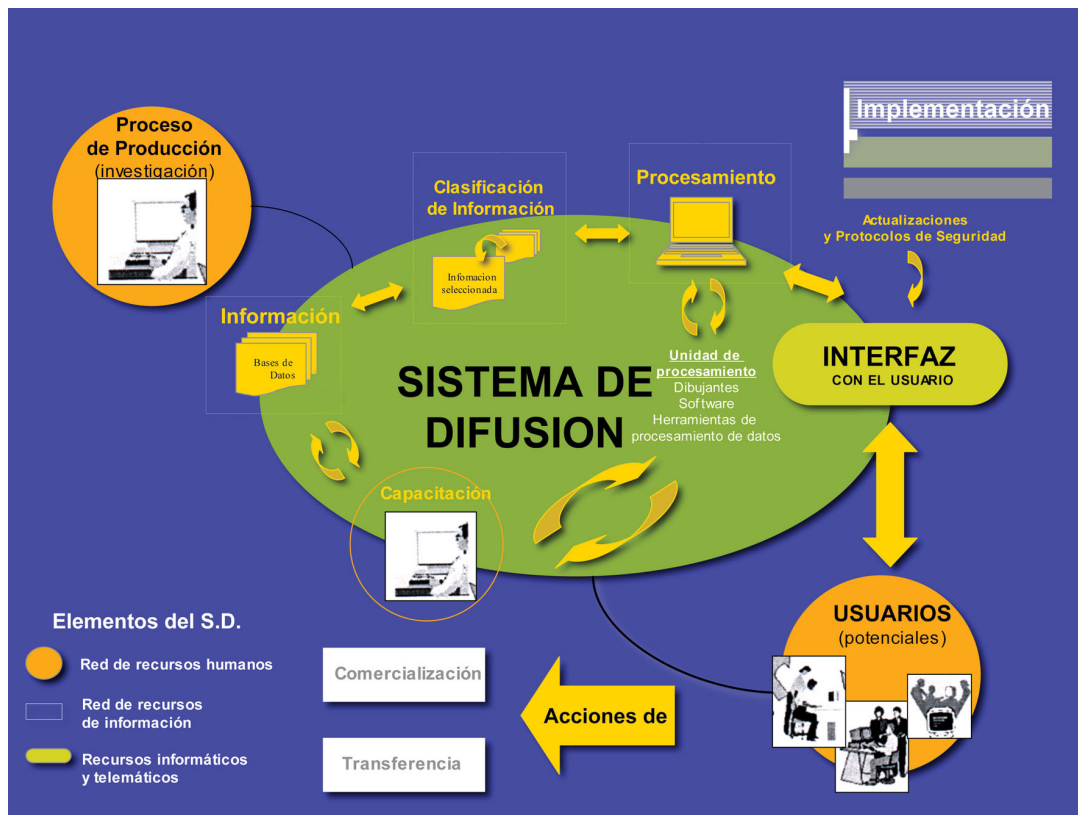 Proceso
de Producción
(investigación)
Implementación
Clasificación
de Información
Procesamiento
Actualizaciones
y Protocolos de Seguridad
Infomacion
seleccionada
Información
Bases de
Datos
INTERFAZ
CON EL USUARIO
Unidad de
procesamiento
Dibujantes
Software
Herramientas de
procesamiento de datos
SISTEMA DE
DIFUSION
Capacitación
USUARIOS
(potenciales)
Elementos del S.D.
Red de recursos humanos
Red de recursos
de información
Recursos informáticos
y telemáticos
Comercialización
Transferencia
Acciones de